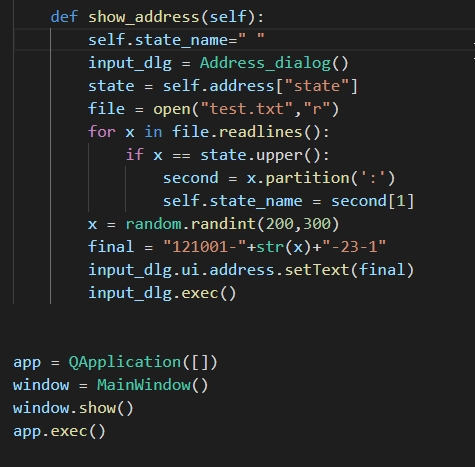 def show_address(self):
self.state_name=" "
input_dlg = Address_dialog()
state = self.address["state"]
file = open("test.txt","r")
for x in file.readlines():
if x == state.upper():
second = x.partition(':')
self.state_name = second[1]
x = random.randint(200,300)
final = "121001-"+str(x)+"-23-1"
input_dlg.ui.address.setText(final)
input_dlg.exec()
app = QApplication([])
window = MainWindow()
window.show()
app.exec()